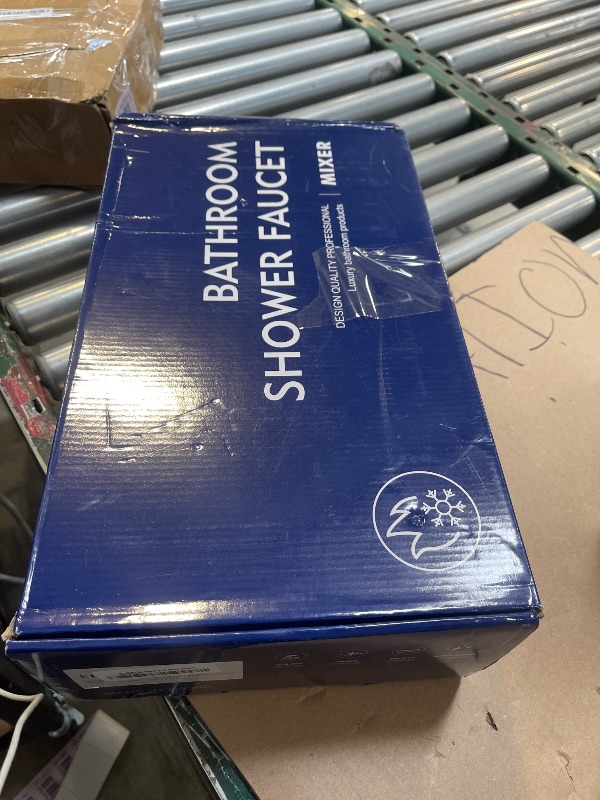 BATHROOM
SHOWER FAUCET
DESIGN QUALITY PROFESSIONAL
Luxury bathroom products
MIXER